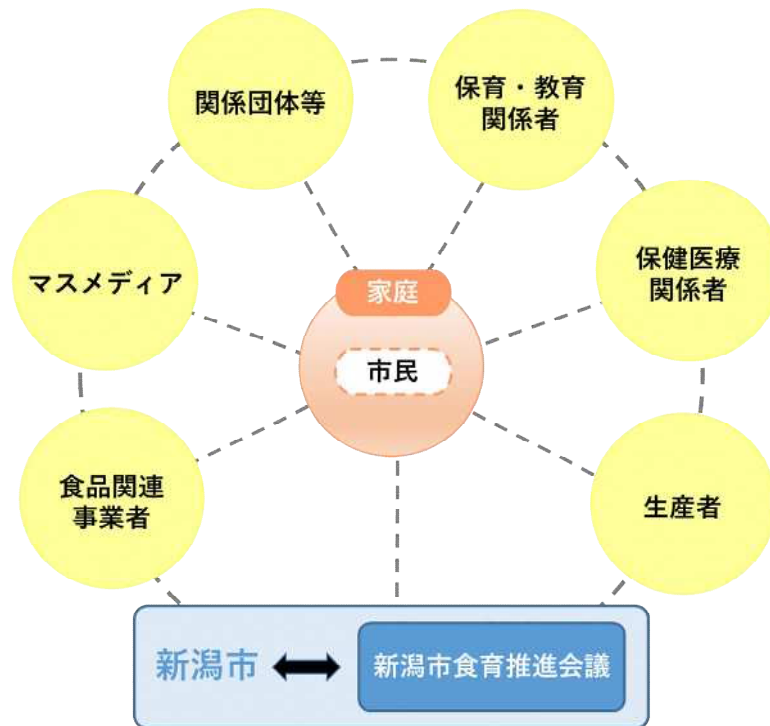 関係団体等
保育・教育
関係者
マスメディア
保健医療
関係者
家庭
市民
食品関連
事業者
生産者
新潟市
新潟市食育推進会議